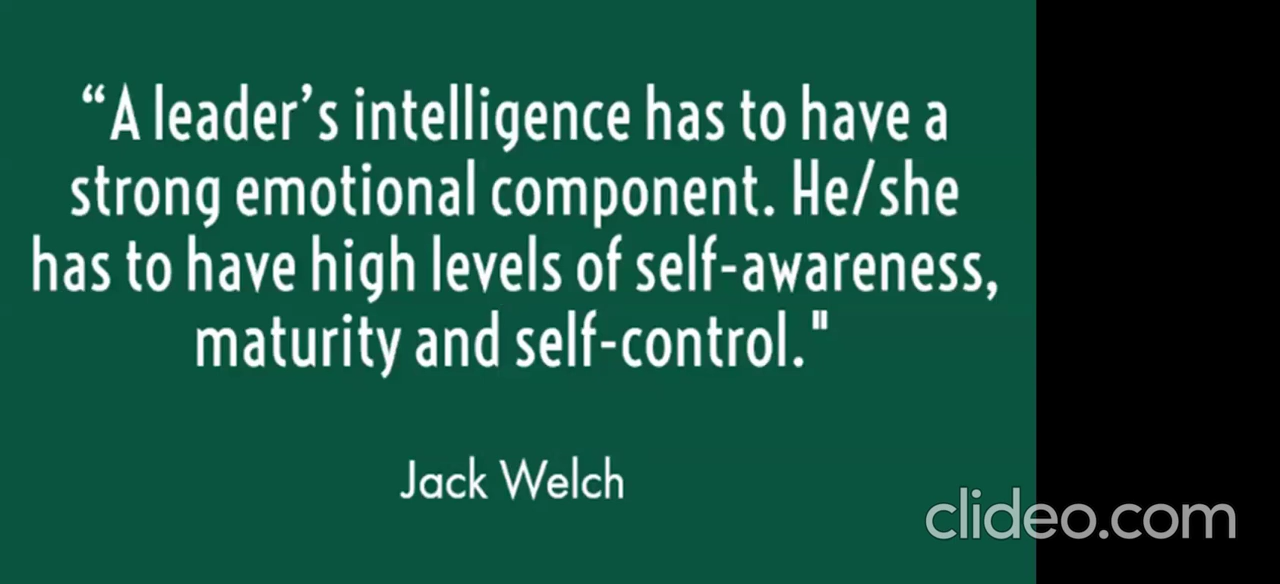 “A leader’s intelligence has to have a
strong emotional component. He/she
has to have high levels of self-awareness,
maturity and self-control."
Jack Welch
clideo.com